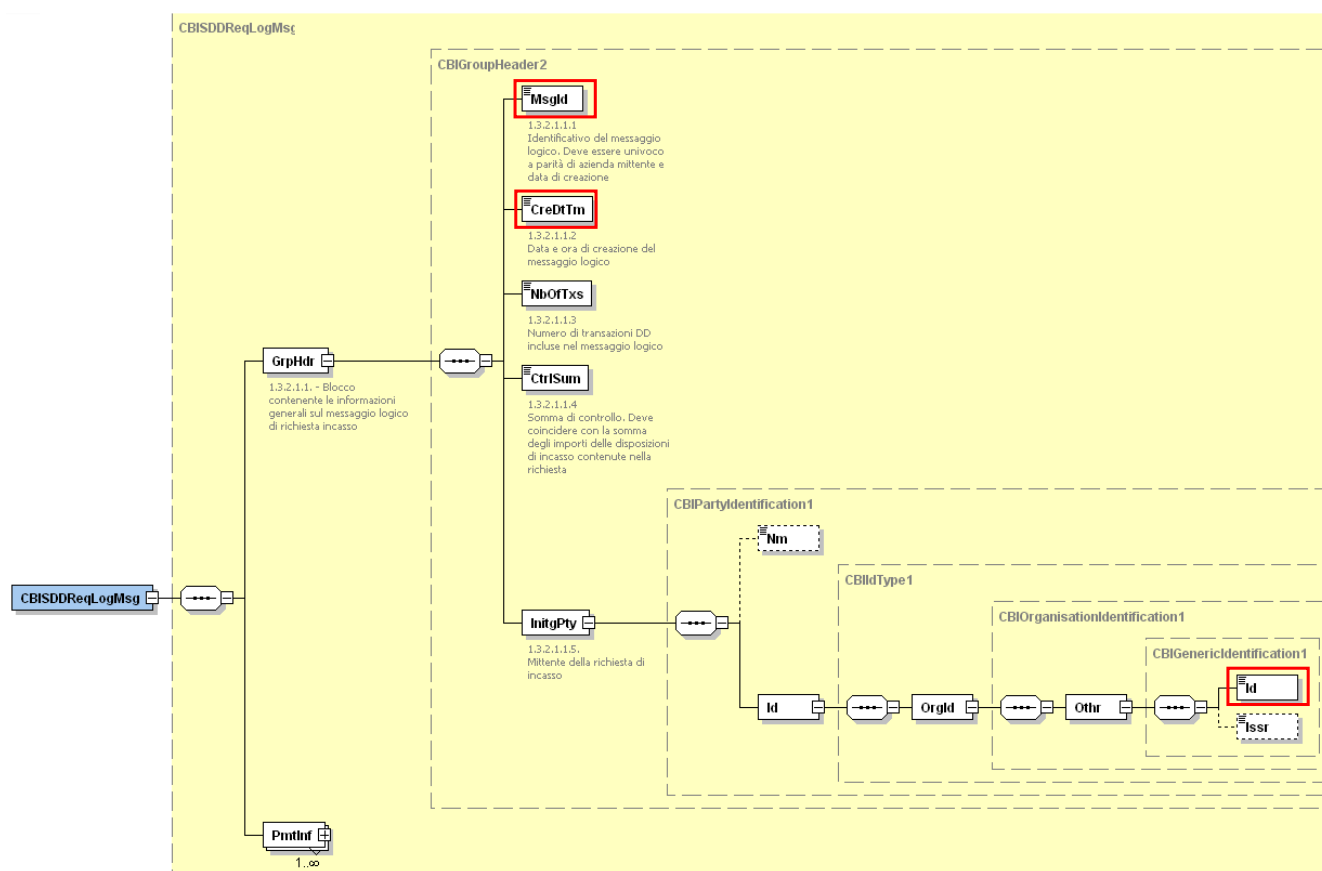 CBISDDReqLogMsg
CBIGroupHeader2
MsgId
1.3.2.1.1.1
Identificativo del messaggio
logico. Deve essere univoco
a parità di azienda mittente e
data di creazione
CreDtTm
1.3.2.1.1.2
Data e ora di creazione del
messaggio logico
NbOfTxs
1.3.2.1.1.3
Numero di transazioni DD
incluse nel messaggio logico
GrpHdr
1.3.2.1.1. - Blocco
contenente le informazioni
generali sul messaggio logico
di richiesta incasso
CtrlSum
1.3.2.1.1.4
Somma di controllo. Deve
coincidere con la somma
degli importi delle disposizioni
di incasso contenute nella
richiesta
CBIPartyIdentification1
Nm
CBIIdType1
CBISDDReqLogMsg
CBIOrganisationIdentification1
InitgPty
1.3.2.1.1.5.
Mittente della richiesta di
incasso
CBIGenericIdentification1
Id
Id
OrgId
Othr
Issr
PmtInf
1..∞